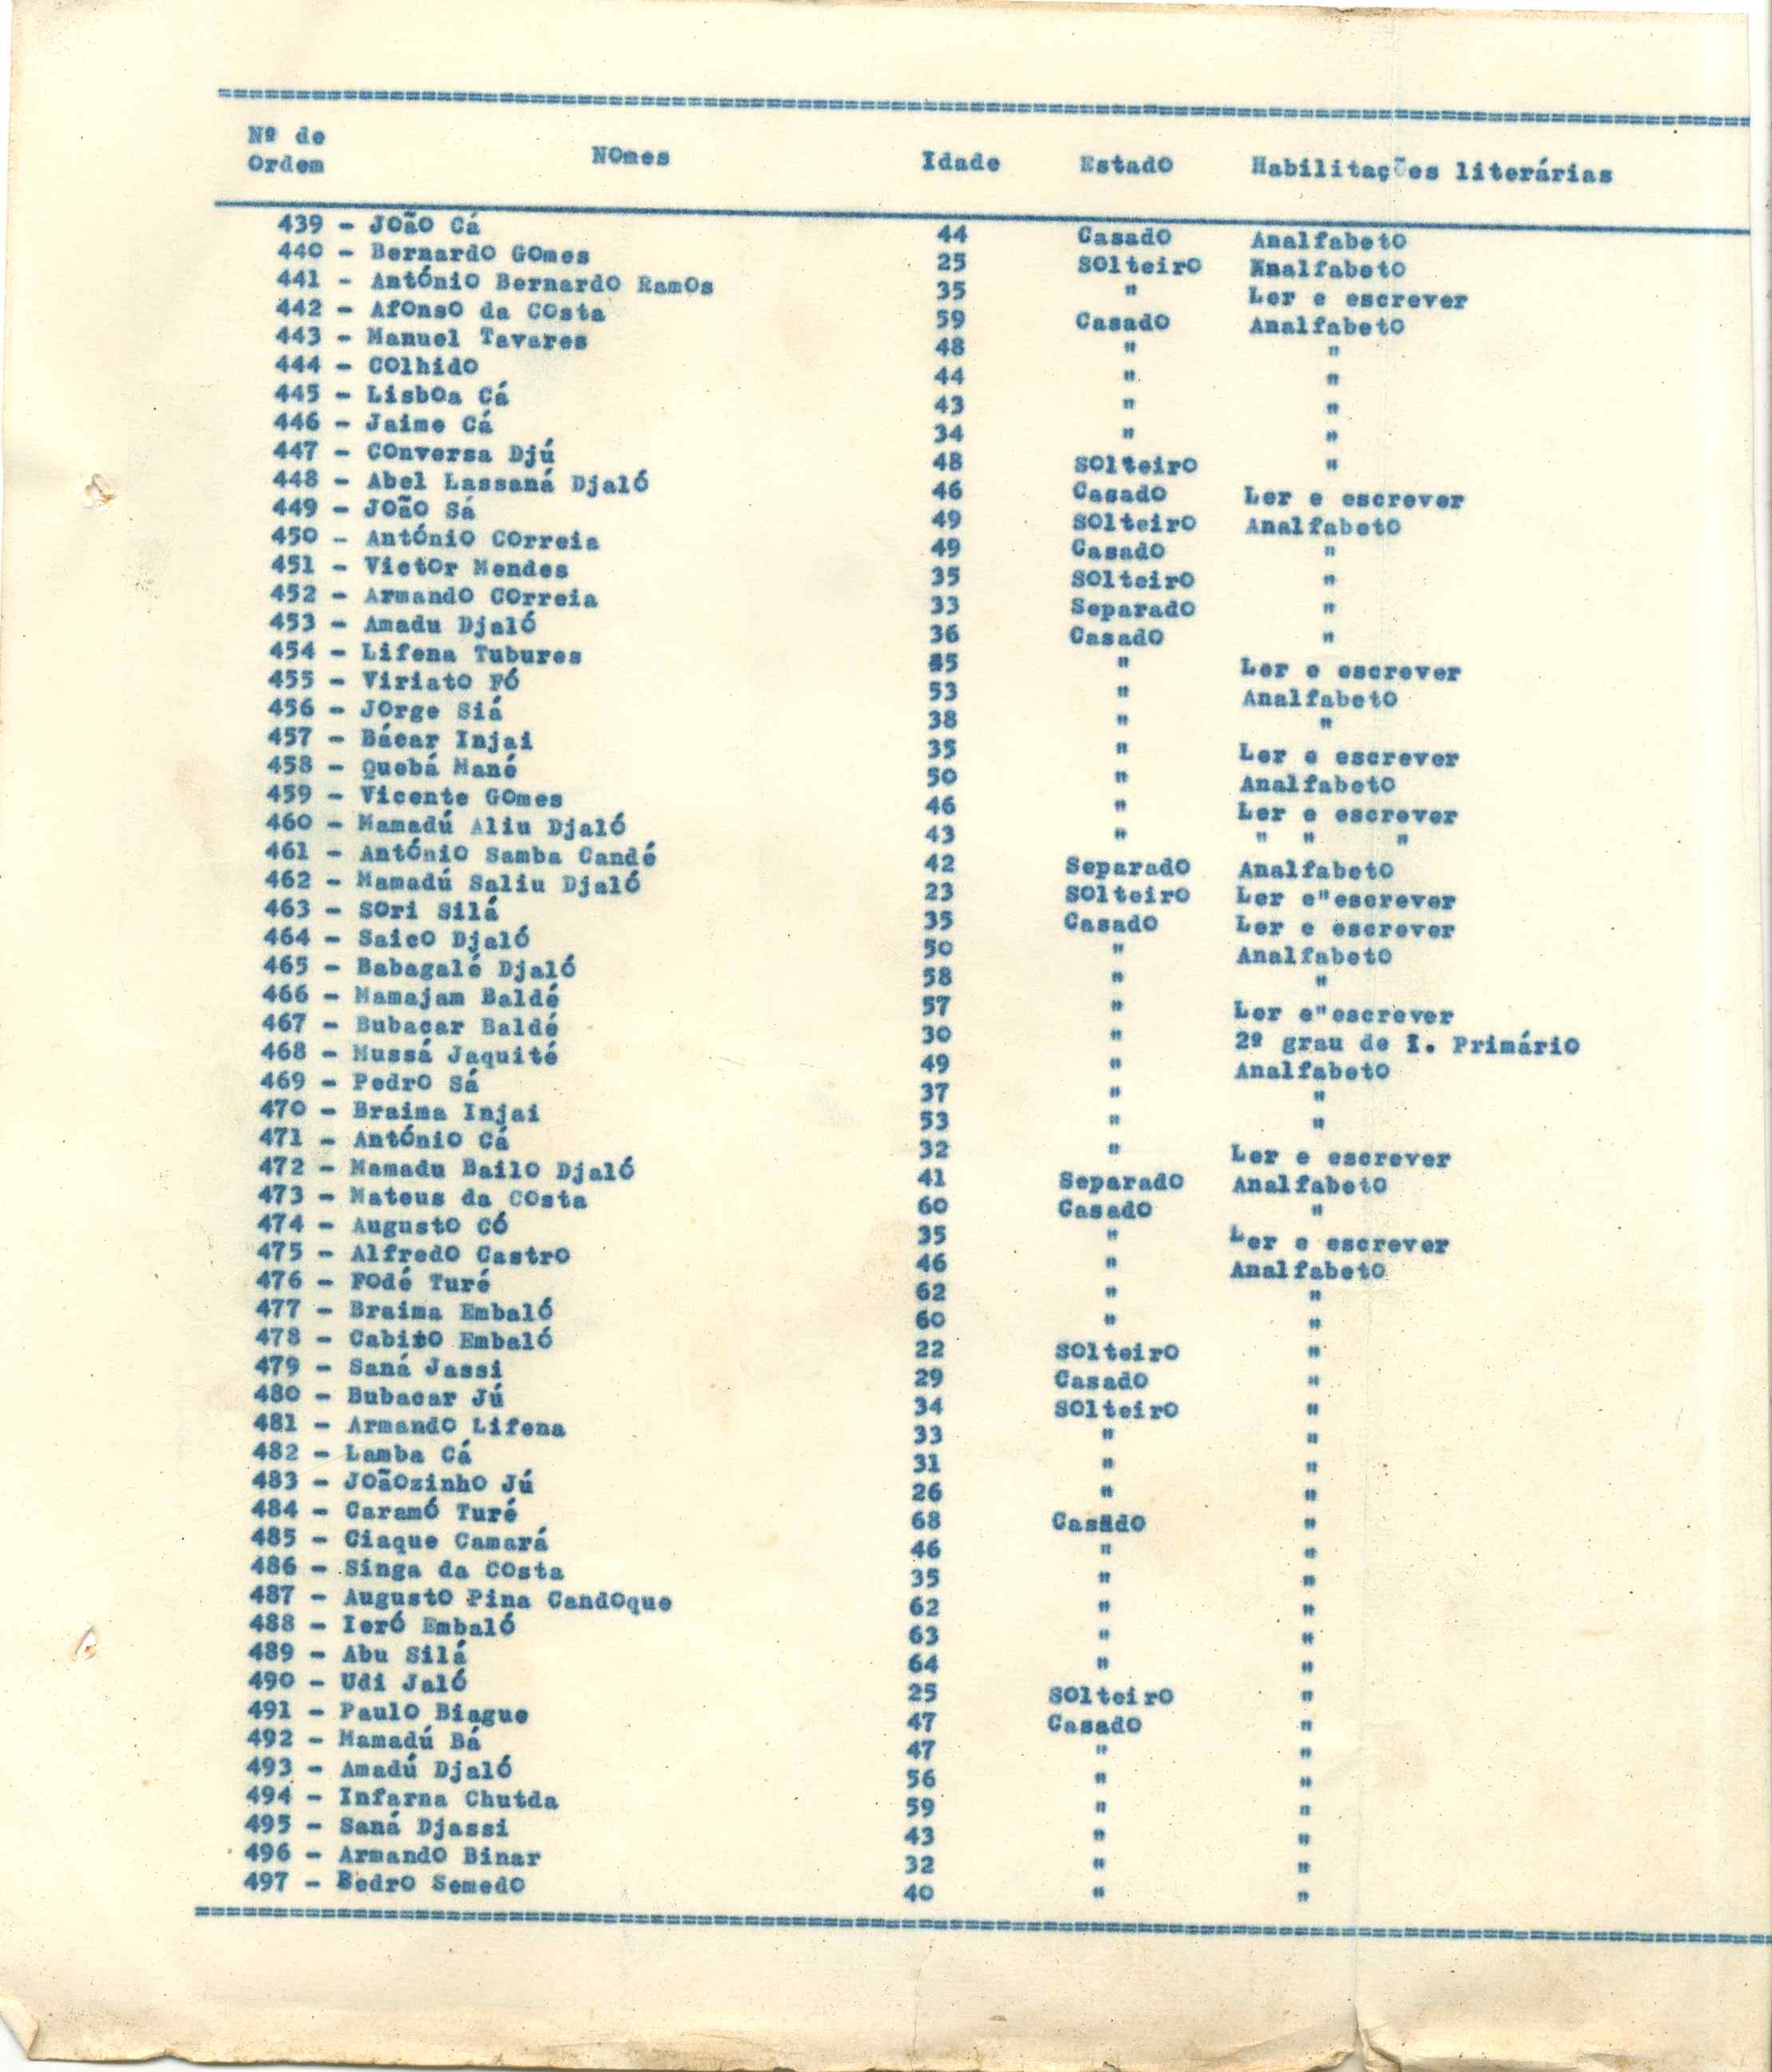 Nº de Ordem NOmes Idade Estado Habilitações literárias
439 - JOãO Cá 44 CasadO AnalfabetO
440 - BernardO GOmes 25 SOlteirO AnalfabetO
441 - AntÓniO BernardO RamOs 35 " Ler e escrever
442 - AfOnsO da COsta 59 CasadO AnalfabetO
443 - Manuel Tavares 48 " "
444 - COlhidO 44 " "
445 - LisbOa Cá 43 " "
446 - Jaime Cá 34 " "
447 - COnversa Djú 48 SOlteirO "
448 - Abel Lassaná Djaló 46 CasadO Ler e escrever
449 - JOãO Sá 49 SOlteirO AnalfabetO
450 - AntÓniO COrreia 49 CasadO "
451 - VictOr Mendes 35 SOlteirO "
452 - ArmandO COrreia 33 SeparadO "
453 - Amadu Djaló 36 CasadO "
454 - Lifena Tubures 45 " Ler e escrever
455 - ViriatO Fó 53 " AnalfabetO
456 - JOrge Siá 38 " "
457 - Bácar Injai 35 " Ler e escrever
458 - Quebá Mané 50 " AnalfabetO
459 - Vicente GOmes 46 " Ler e escrever
460 - Mamadú Aliu Djaló 43 " " " "
461 - AntÓniO Samba Candé 42 SeparadO AnalfabetO
462 - Mamadú Saliu Djaló 23 SOlteirO Ler e"escrever
463 - SOri Silá 35 CasadO Ler e escrever
464 - SaicO Djaló 50 " AnalfabetO
465 - Babagalé Djaló 58 " "
466 - Mamajam Baldé 57 " Ler e"escrever
467 - Bubacar Baldé 30 " 2º grau de I. PrimáriO
468 - Mussá Jaquité 49 " AnalfabetO
469 - PedrO Sá 37 " "
470 - Braima Injai 53 " "
471 - AntÓniO Cá 32 " Ler e escrever
472 - Mamadu BailO Djaló 41 SeparadO AnalfabetO
473 - Mateus da COsta 60 CasadO "
474 - AugustO Có 35 " Ler e escrever
475 - AlfredO CastrO 46 " AnalfabetO
476 - FOdé Turé 62 " "
477 - Braima Embaló 60 " "
478 - CabitO Embaló 22 SOlteirO "
479 - Saná Jassi 29 CasadO "
480 - Bubacar Jú 34 SOlteirO "
481 - ArmandO Lifena 33 " "
482 - Lamba Cá 31 " "
483 - JOãOzinhO Jú 26 " "
484 - Caramó Turé 68 CasadO "
485 - Ciaque Camará 46 " "
486 - Singa da COsta 35 " "
487 - AugustO Pina CandOque 62 " "
488 - Ieró Embaló 63 " "
489 - Abu Silá 64 " "
490 - Udi Jaló 25 SOlteirO "
491 - PaulO Biague 47 CasadO "
492 - Mamadú Bá 47 " "
493 - Amadú Djaló 56 " "
494 - Infarna Chutda 59 " "
495 - Saná Djassi 43 " "
496 - ArmandO Binar 32 " "
497 - PedrO SemedO 40 " "